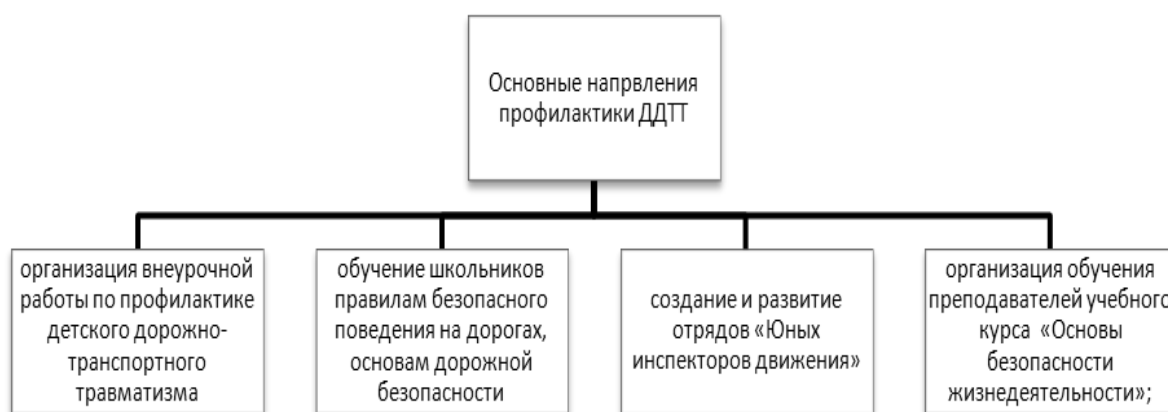 Основные напрвления
профилактики ДДТТ
организация внеурочной
работы по профилактике
детского дорожно-
транспортного
травматизма
обучение школьников
правилам безопасного
поведения на дорогах,
основам дорожной
безопасности
создание и развитие
отрядов «Юных
инспекторов движения»
организация обучения
преподавателей учебного
курса «Основы
безопасности
жизнедеятельности»;